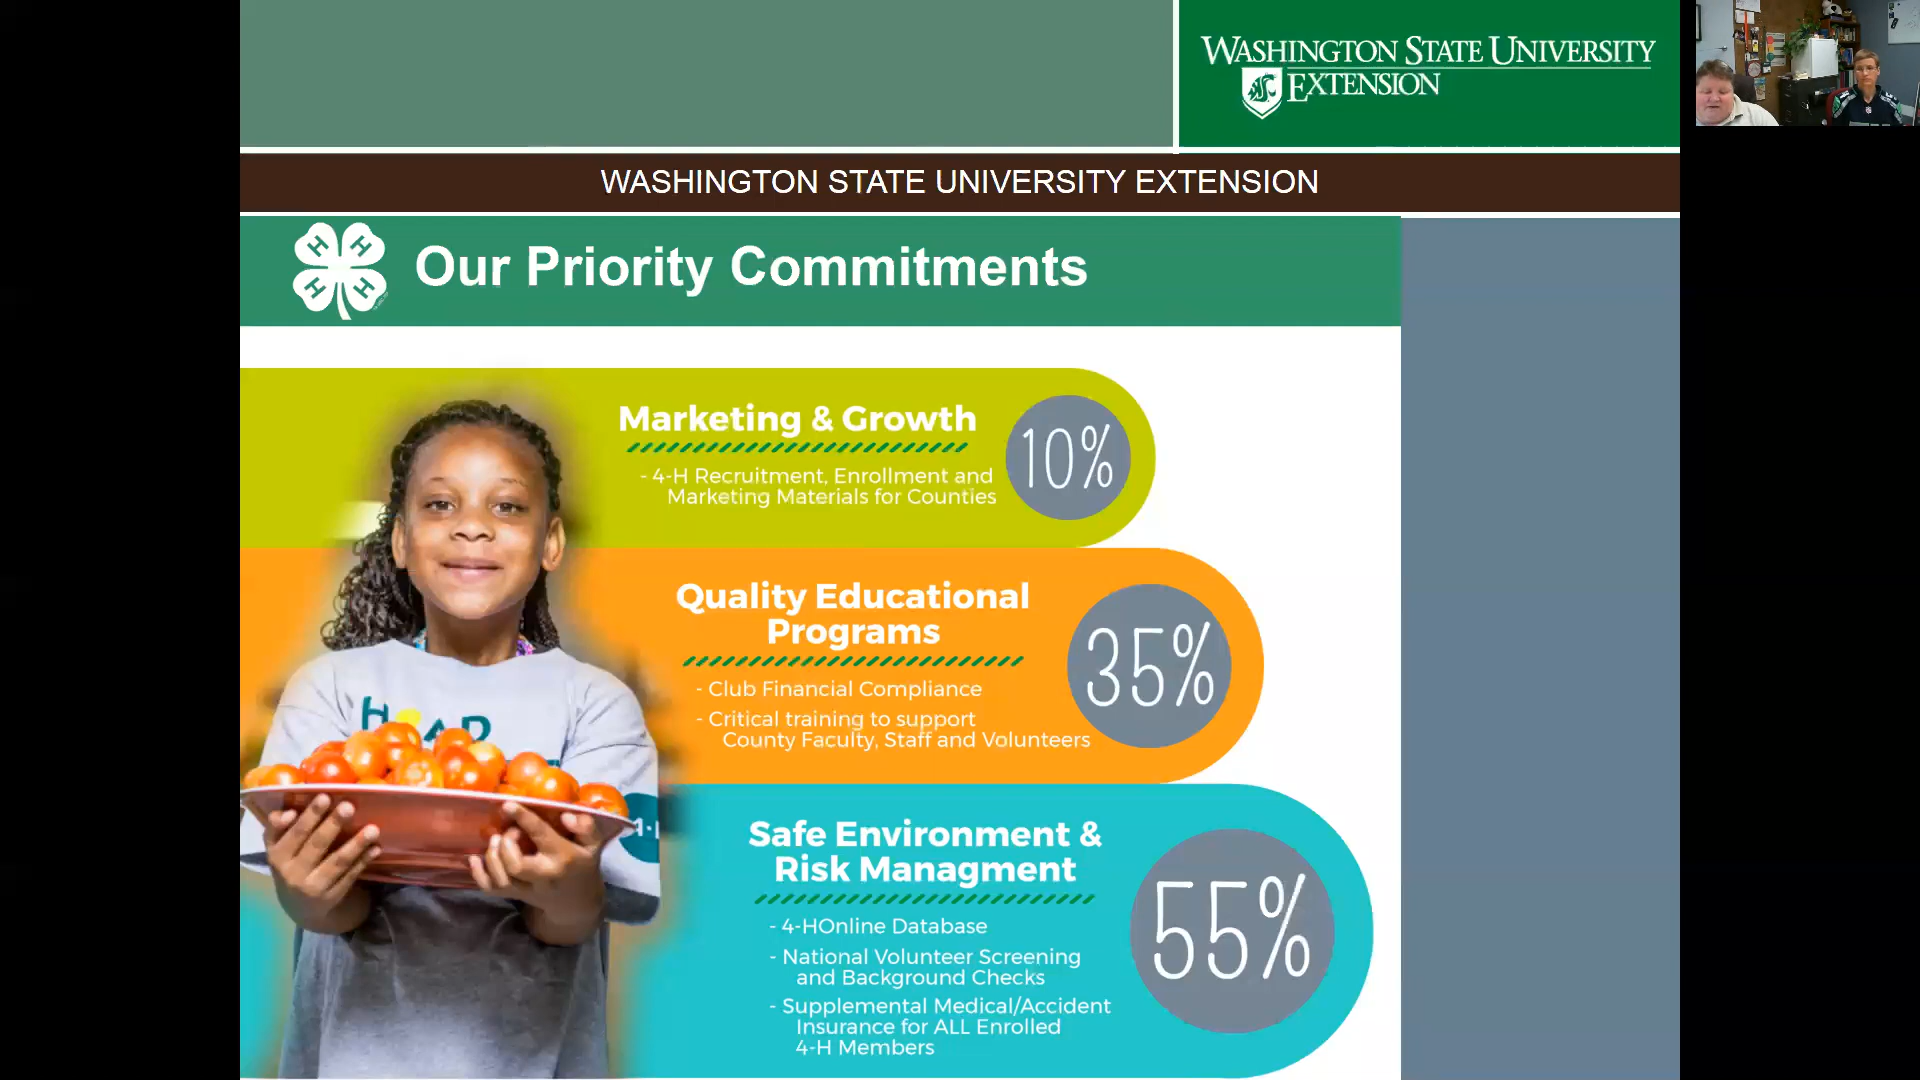 WASHINGTON STATE UNIVERSITY
EXTENSION
WASHINGTON STATE UNIVERSITY EXTENSION
H H
H H
Our Priority Commitments
Marketing & Growth
- 4-H Recruitment, Enrollment and
Marketing Materials for Counties
10%
Quality Educational
Programs
- Club Financial Compliance
- Critical training to support
County Faculty, Staff and Volunteers
35%
Safe Environment &
Risk Managment
- 4-HOnline Database
- National Volunteer Screening
and Background Checks
- Supplemental Medical/Accident
Insurance for ALL Enrolled
4-H Members
55%